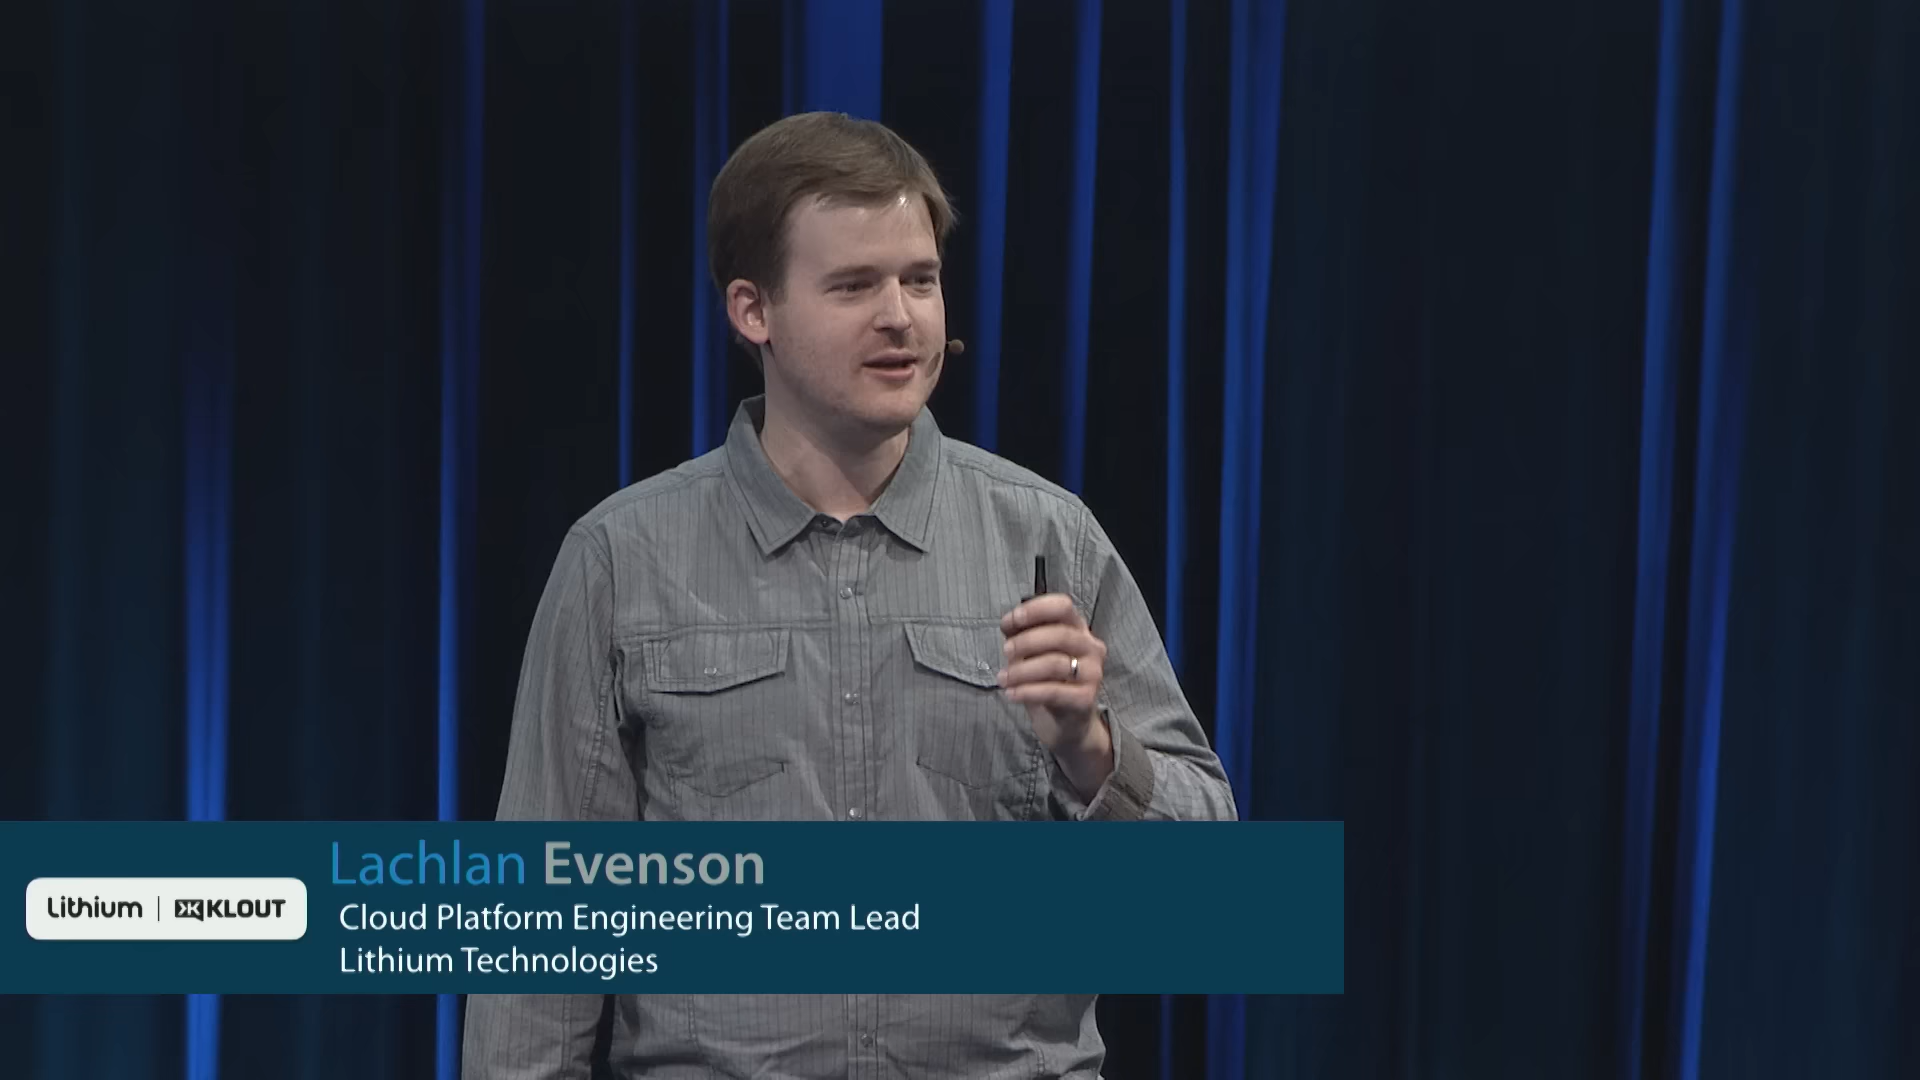 Lachlan Evenson
Lithium | KLOUT
Cloud Platform Engineering Team Lead
Lithium Technologies